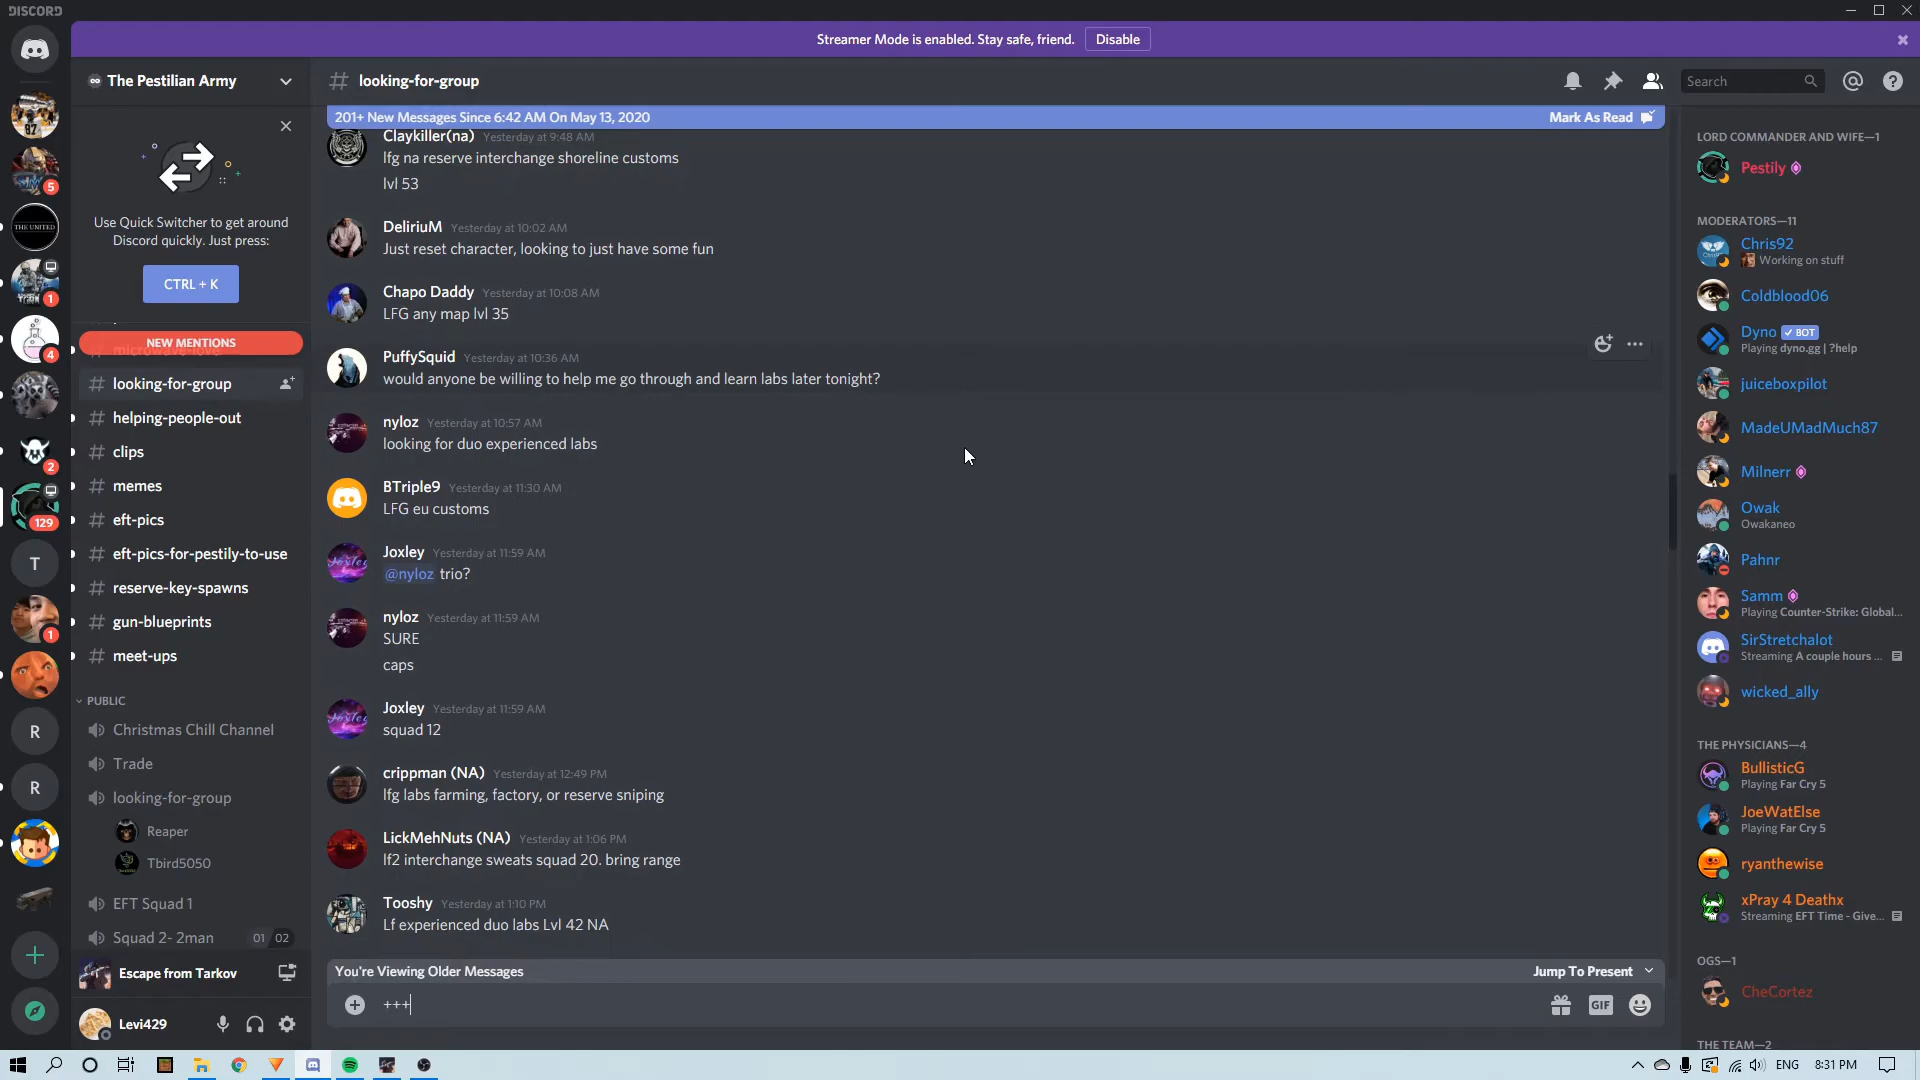 DISCORD
Streamer Mode is enabled. Stay safe, friend.
Disable
The Pestilian Army
looking-for-group
Search
201+ New Messages Since 6:42 AM On May 13, 2020
Mark As Read
Use Quick Switcher to get around
Discord quickly. Just press:
CTRL + K
NEW MENTIONS
looking-for-group
helping-people-out
clips
memes
eft-pics
eft-pics-for-pestily-to-use
reserve-key-spawns
gun-blueprints
meet-ups
PUBLIC
Christmas Chill Channel
Trade
looking-for-group
Reaper
Tbird5050
EFT Squad 1
Squad 2- 2man 01 02
Escape from Tarkov
Levi429
THE UNITED
5
1
4
2
129
T
1
R
R
Claykiller(na) Yesterday at 9:48 AM
lfg na reserve interchange shoreline customs
lvl 53
DeliriuM Yesterday at 10:02 AM
Just reset character, looking to just have some fun
Chapo Daddy Yesterday at 10:08 AM
LFG any map lvl 35
PuffySquid Yesterday at 10:36 AM
would anyone be willing to help me go through and learn labs later tonight?
nyloz Yesterday at 10:57 AM
looking for duo experienced labs
BTriple9 Yesterday at 11:30 AM
LFG eu customs
Joxley Yesterday at 11:59 AM
@nyloz trio?
nyloz Yesterday at 11:59 AM
SURE
caps
Joxley Yesterday at 11:59 AM
squad 12
crippman (NA) Yesterday at 12:49 PM
lfg labs farming, factory, or reserve sniping
LickMehNuts (NA) Yesterday at 1:06 PM
lf2 interchange sweats squad 20. bring range
Tooshy Yesterday at 1:10 PM
Lf experienced duo labs Lvl 42 NA
You're Viewing Older Messages
Jump To Present
+++
GIF
LORD COMMANDER AND WIFE—1
Pestily
MODERATORS—11
Chris92
Working on stuff
Coldblood06
Dyno BOT
Playing dyno.gg | ?help
juiceboxpilot
MadeUMadMuch87
Milnerr
Owak
Owakaneo
Pahnr
Samm
Playing Counter-Strike: Global...
SirStretchalot
Streaming A couple hours ...
wicked_ally
THE PHYSICIANS—4
BullisticG
Playing Far Cry 5
JoeWatElse
Playing Far Cry 5
ryanthewise
xPray 4 Deathx
Streaming EFT Time - Give...
OGS—1
CheCortez
THE TEAM—2
ENG
8:31 PM